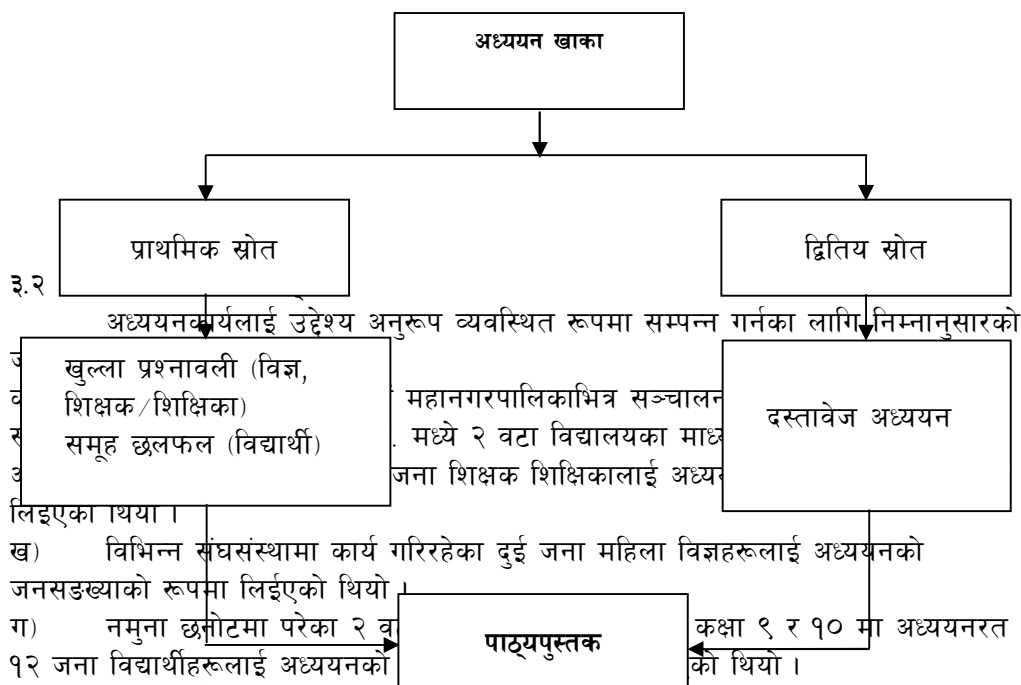 अध्ययन खाका
प्राथमिक स्रोत
द्वितिय स्रोत
३.२
अध्ययनकार्यलाई उद्देश्य अनुरूप व्यवस्थित रूपमा सम्पन्न गर्नका लागि निम्नानुसारको
खुल्ला प्रश्नावली (विज्ञ,
शिक्षक/शिक्षिका)
समूह छलफल (विद्यार्थी)
दस्तावेज अध्ययन
महानगरपालिकाभित्र सञ्चालन
मध्ये २ वटा विद्यालयका
जना शिक्षक शिक्षिकालाई
लिइएको थियो ।
ख) विभिन्न संघसंस्थामा कार्य गरिरहेका दुई जना महिला विज्ञहरूलाई अध्ययनको
जनसङख्याको रूपमा लिईएको थियो ।
ग) नमुना छनोटमा परेका २ कक्षा ९ र १० मा अध्ययनरत
पाठ्यपुस्तक
१२ जना विद्यार्थीहरूलाई अध्ययनको को थियो ।